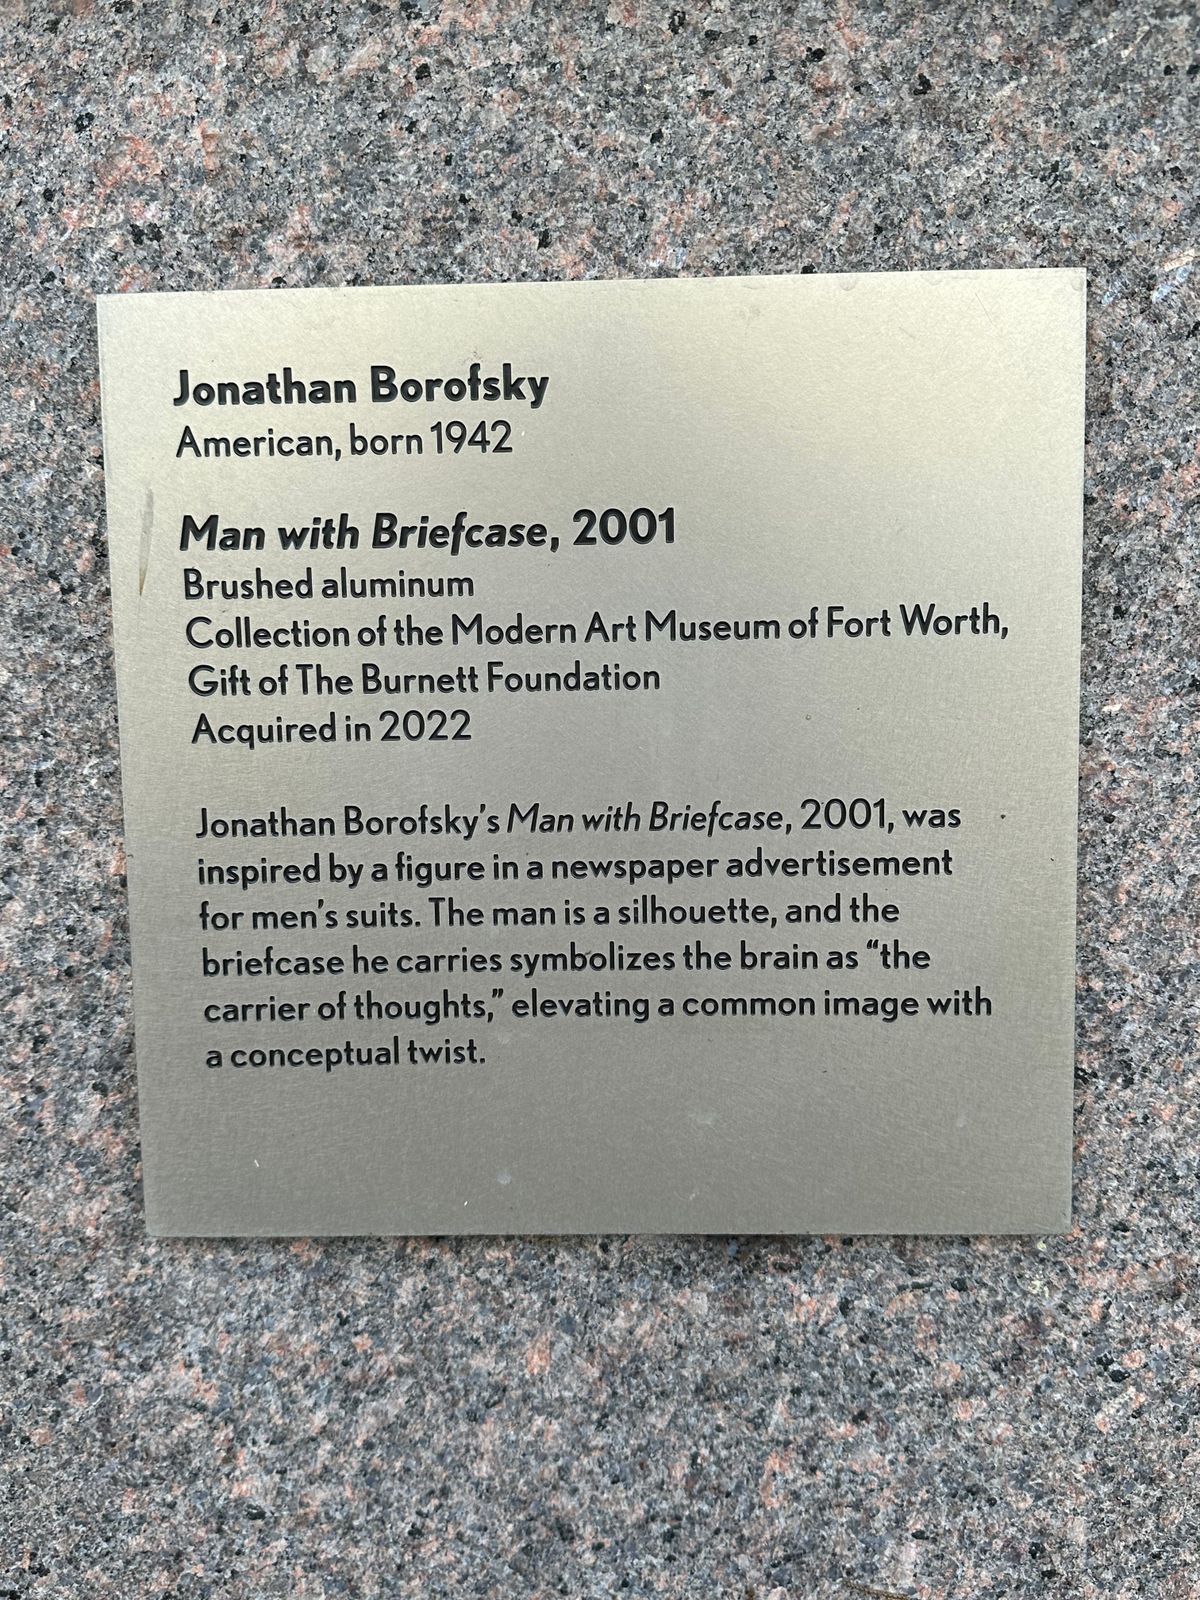 Jonathan Borofsky
American, born 1942
Man with Briefcase, 2001
Brushed aluminum
Collection of the Modern Art Museum of Fort Worth,
Gift of The Burnett Foundation
Acquired in 2022
Jonathan Borofsky’s Man with Briefcase, 2001, was
inspired by a figure in a newspaper advertisement
for men’s suits. The man is a silhouette, and the
briefcase he carries symbolizes the brain as “the
carrier of thoughts,” elevating a common image with
a conceptual twist.